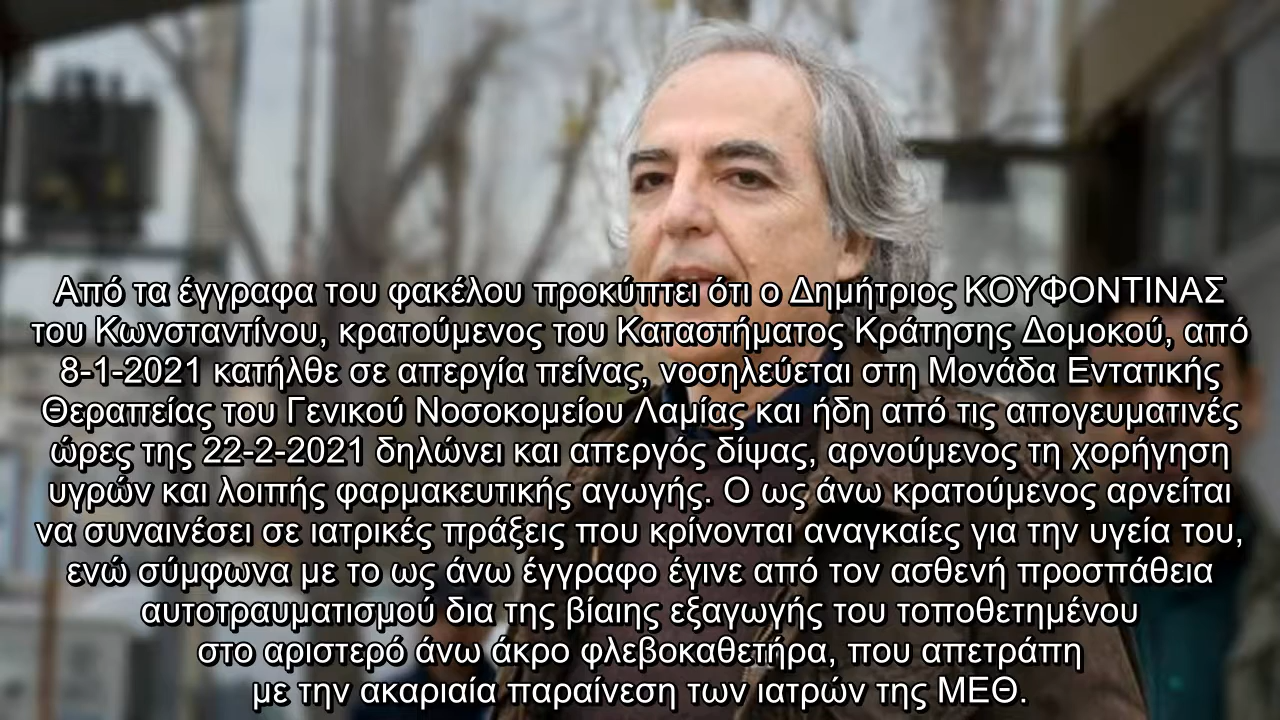 Από τα έγγραφα του φακέλου προκύπτει ότι ο Δημήτριος ΚΟΥΦΟΝΤΙΝΑΣ
του Κωνσταντίνου, κρατούμενος του Καταστήματος Κράτησης Δομοκού, από
8-1-2021 κατήλθε σε απεργία πείνας, νοσηλεύεται στη Μονάδα Εντατικής
Θεραπείας του Γενικού Νοσοκομείου Λαμίας και ήδη από τις απογευματινές
ώρες της 22-2-2021 δηλώνει και απεργός δίψας, αρνούμενος τη χορήγηση
υγρών και λοιπής φαρμακευτικής αγωγής. Ο ως άνω κρατούμενος αρνείται
να συναινέσει σε ιατρικές πράξεις που κρίνονται αναγκαίες για την υγεία του,
ενώ σύμφωνα με το ως άνω έγγραφο έγινε από τον ασθενή προσπάθεια
αυτοτραυματισμού δια της βίαιης εξαγωγής του τοποθετημένου
στο αριστερό άνω άκρο φλεβοκαθετήρα, που απετράπη
με την ακαριαία παραίνεση των ιατρών της ΜΕΘ.